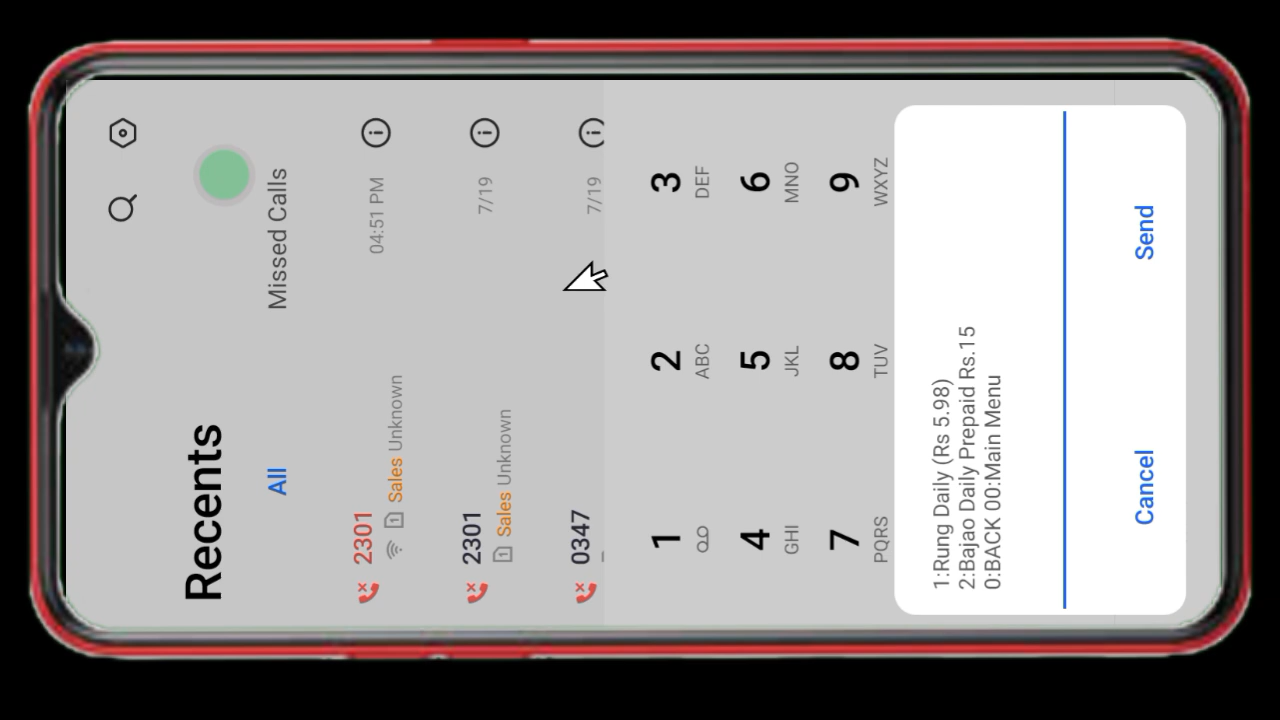 Recents
All
Missed Calls
2301
04:51 PM
1
Sales Unknown
2301
7/19
1
Sales Unknown
0347
7/19
1
2
ABC
3
DEF
4
GHI
5
JKL
6
MNO
7
PQRS
8
TUV
9
WXYZ
1:Rung Daily (Rs 5.98)
2:Bajao Daily Prepaid Rs.15
0:BACK 00:Main Menu
Cancel
Send